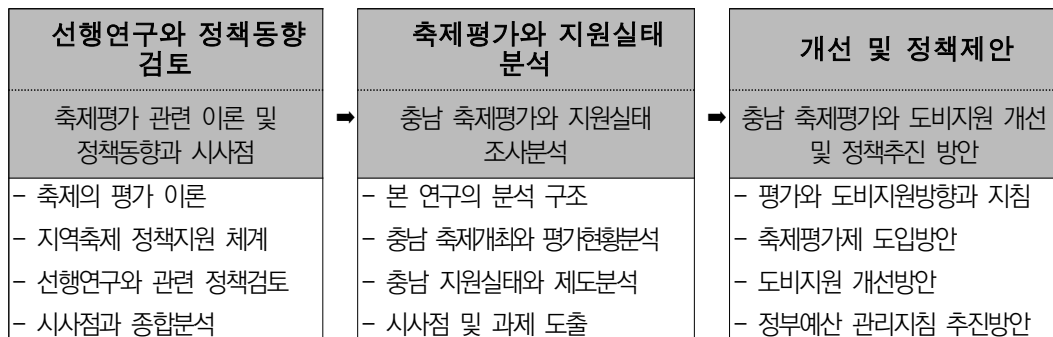 선행연구와 정책동향
검토
축제평가 관련 이론 및
정책동향과 시사점
- 축제의 평가 이론
- 지역축제 정책지원 체계
- 선행연구와 관련 정책검토
- 시사점과 종합분석
➡
축제평가와 지원실태
분석
충남 축제평가와 지원실태
조사분석
- 본 연구의 분석 구조
- 충남 축제개최와 평가현황분석
- 충남 지원실태와 제도분석
- 시사점 및 과제 도출
➡
개선 및 정책제안
충남 축제평가와 도비지원 개선
및 정책추진 방안
- 평가와 도비지원방향과 지침
- 축제평가제 도입방안
- 도비지원 개선방안
- 정부예산 관리지침 추진방안